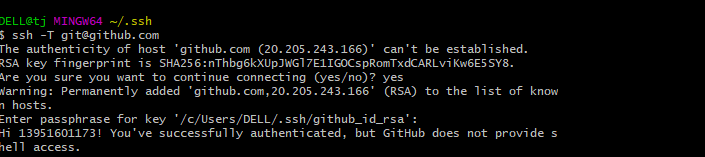 DELL@tj MINGW64 ~/.ssh
$ ssh -T git@github.com
The authenticity of host 'github.com (20.205.243.166)' can't be established.
RSA key fingerprint is SHA256:nThbg6kXUpJWGl7E1IGOCspRomTxdCARLviKw6E5SY8.
Are you sure you want to continue connecting (yes/no)? yes
Warning: Permanently added 'github.com,20.205.243.166' (RSA) to the list of know
n hosts.
Enter passphrase for key '/c/Users/DELL/.ssh/github_id_rsa':
Hi 13951601173! You've successfully authenticated, but GitHub does not provide s
hell access.